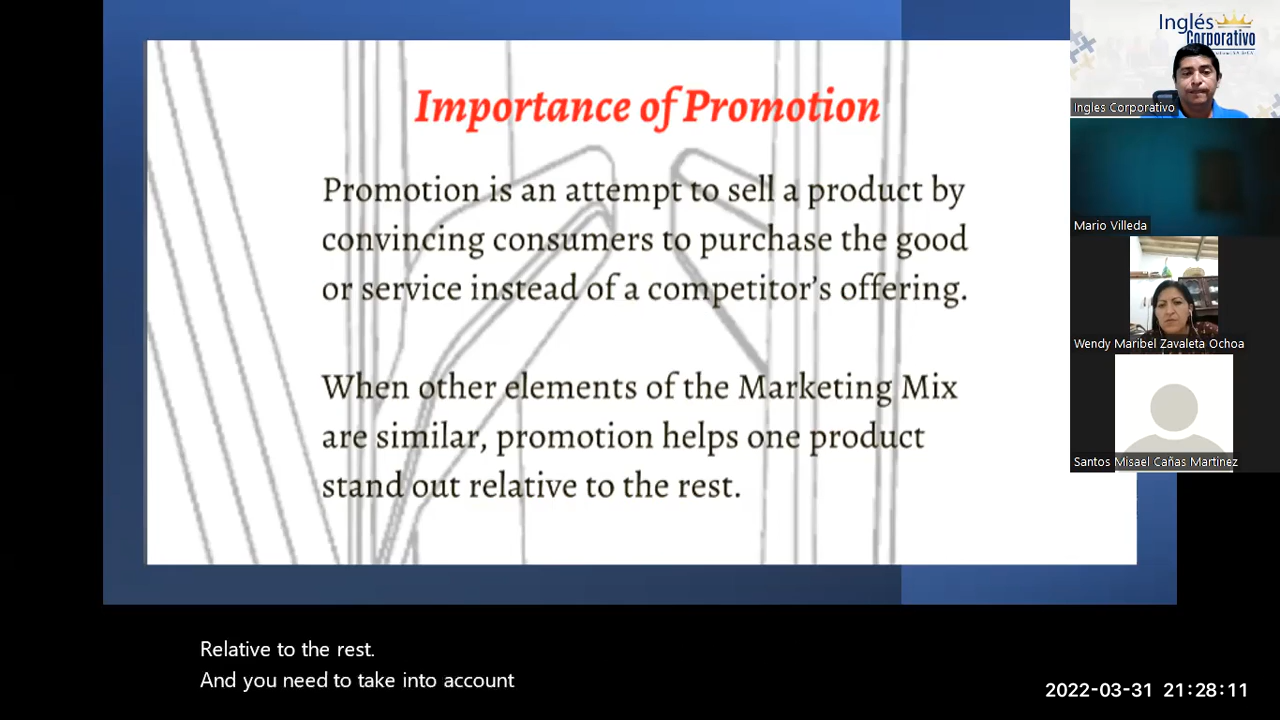 Importance of Promotion
Promotion is an attempt to sell a product by
convincing consumers to purchase the good
or service instead of a competitor's offering.
When other elements of the Marketing Mix
are similar, promotion helps one product
stand out relative to the rest.
Inglés
Corporativo
Ingles Corporativo
Mario Villeda
Wendy Maribel Zavaleta Ochoa
Santos Misael Cañas Martinez
Relative to the rest.
And you need to take into account
2022-03-31 21:28:11